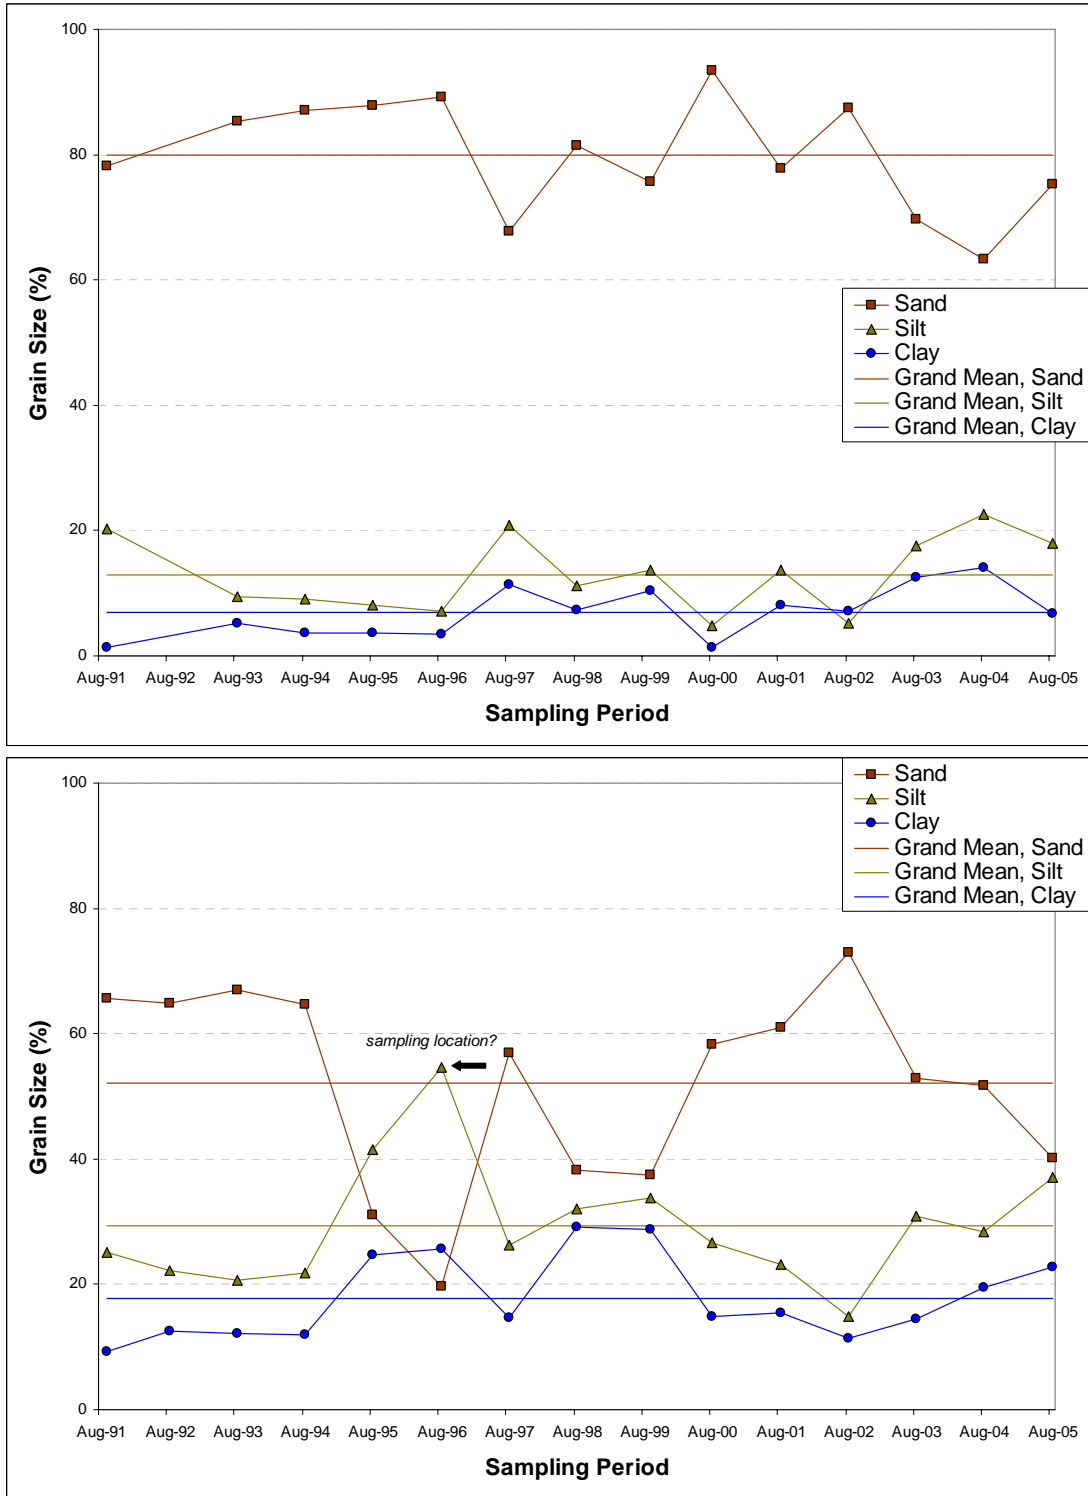 100
80
60
40
20
0
Grain Size (%)
Sand
Silt
Clay
Grand Mean, Sand
Grand Mean, Silt
Grand Mean, Clay
Aug-91 Aug-92 Aug-93 Aug-94 Aug-95 Aug-96 Aug-97 Aug-98 Aug-99 Aug-00 Aug-01 Aug-02 Aug-03 Aug-04 Aug-05
Sampling Period
100
80
60
40
20
0
Grain Size (%)
Sand
Silt
Clay
Grand Mean, Sand
Grand Mean, Silt
Grand Mean, Clay
sampling location?
Aug-91 Aug-92 Aug-93 Aug-94 Aug-95 Aug-96 Aug-97 Aug-98 Aug-99 Aug-00 Aug-01 Aug-02 Aug-03 Aug-04 Aug-05
Sampling Period